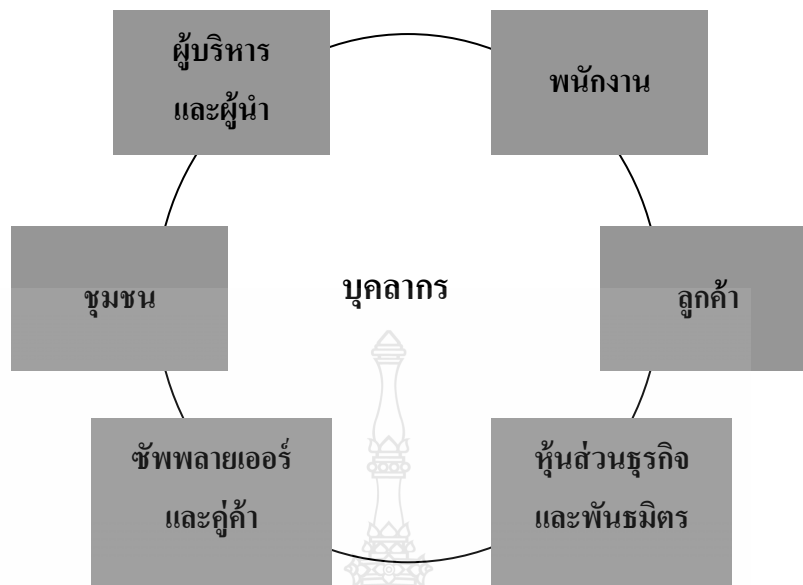 ผู้บริหาร
และผู้นำ
พนักงาน
ชุมชน
บุคลากร
ลูกค้า
ซัพพลายเออร์
และคู่ค้า
หุ้นส่วนธุรกิจ
และพันธมิตร